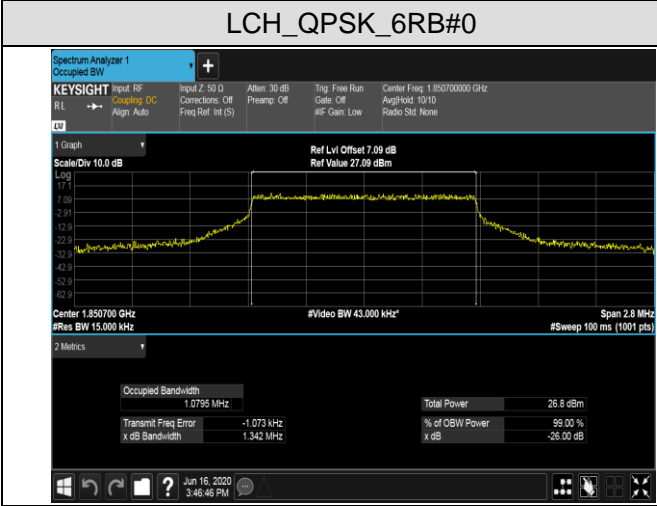 LCH_QPSK_6RB#0
Spectrum Analyzer 1
Occupied BW
+
KEYSIGHT
R L
LXI
Input: RF
Coupling: DC
Align: Auto
Input Z: 50 Ω
Corrections: Off
Freq Ref: Int (S)
Atten: 30 dB
Preamp: Off
Trig: Free Run
Gate: Off
#IF Gain: Low
Center Freq: 1.850700000 GHz
Avg|Hold: 10/10
Radio Std: None
1 Graph
Scale/Div 10.0 dB
Ref Lvl Offset 7.09 dB
Ref Value 27.09 dBm
Log
17.1
7.09
-2.91
-12.9
-22.9
-32.9
-42.9
-52.9
-62.9
Center 1.850700 GHz
#Video BW 43.000 kHz*
Span 2.8 MHz
#Res BW 15.000 kHz
#Sweep 100 ms (1001 pts)
2 Metrics
Occupied Bandwidth
1.0795 MHz
Total Power 26.8 dBm
Transmit Freq Error -1.073 kHz
% of OBW Power 99.00 %
x dB Bandwidth 1.342 MHz
x dB -26.00 dB
?
Jun 16, 2020
3:46:46 PM